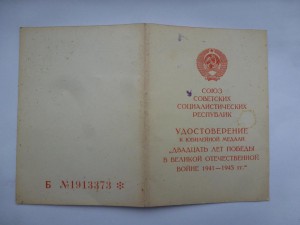 СОЮЗ
СОВЕТСКИХ
СОЦИАЛИСТИЧЕСКИХ
РЕСПУБЛИК
УДОСТОВЕРЕНИЕ
К ЮБИЛЕЙНОЙ МЕДАЛИ
„ДВАДЦАТЬ ЛЕТ ПОБЕДЫ
В ВЕЛИКОЙ ОТЕЧЕСТВЕННОЙ
ВОЙНЕ 1941—1945 гг."
Б №1913373 *